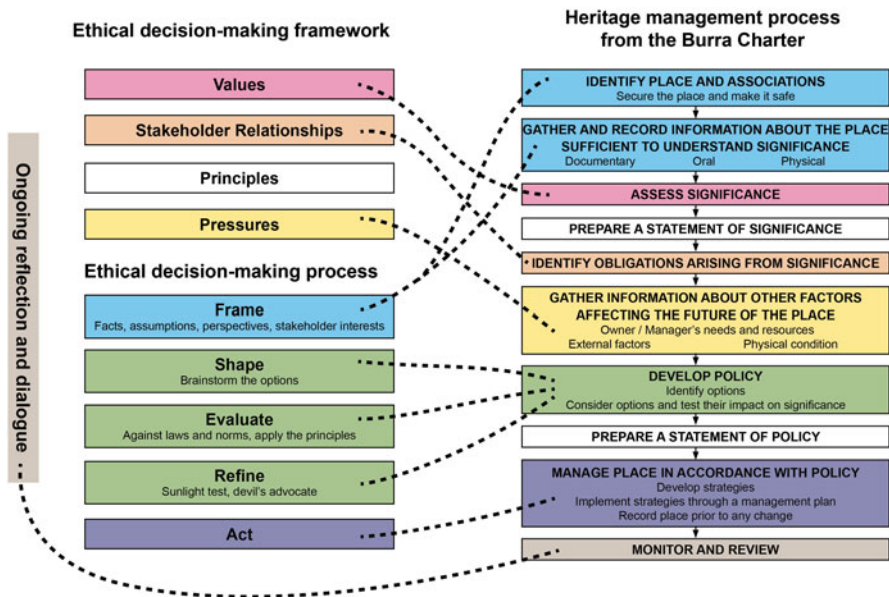 Ethical decision-making framework
Values
Stakeholder Relationships
Principles
Pressures
Ethical decision-making process
Frame
Facts, assumptions, perspectives, stakeholder interests
Shape
Brainstorm the options
Evaluate
Against laws and norms, apply the principles
Refine
Sunlight test, devil's advocate
Act
Ongoing reflection and dialogue
Heritage management process
from the Burra Charter
IDENTIFY PLACE AND ASSOCIATIONS
Secure the place and make it safe
GATHER AND RECORD INFORMATION ABOUT THE PLACE
SUFFICIENT TO UNDERSTAND SIGNIFICANCE
Documentary Oral Physical
ASSESS SIGNIFICANCE
PREPARE A STATEMENT OF SIGNIFICANCE
IDENTIFY OBLIGATIONS ARISING FROM SIGNIFICANCE
GATHER INFORMATION ABOUT OTHER FACTORS
AFFECTING THE FUTURE OF THE PLACE
Owner / Manager's needs and resources
External factors Physical condition
DEVELOP POLICY
Identify options
Consider options and test their impact on significance
PREPARE A STATEMENT OF POLICY
MANAGE PLACE IN ACCORDANCE WITH POLICY
Develop strategies
Implement strategies through a management plan
Record place prior to any change
MONITOR AND REVIEW